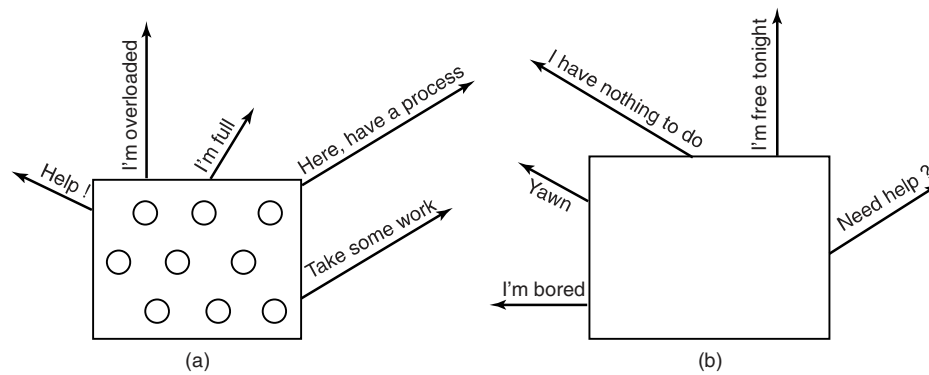 Help !
I'm overloaded
I'm full
Here, have a process
Take some work
(a)
I have nothing to do
I'm free tonight
Yawn
Need help ?
I'm bored
(b)